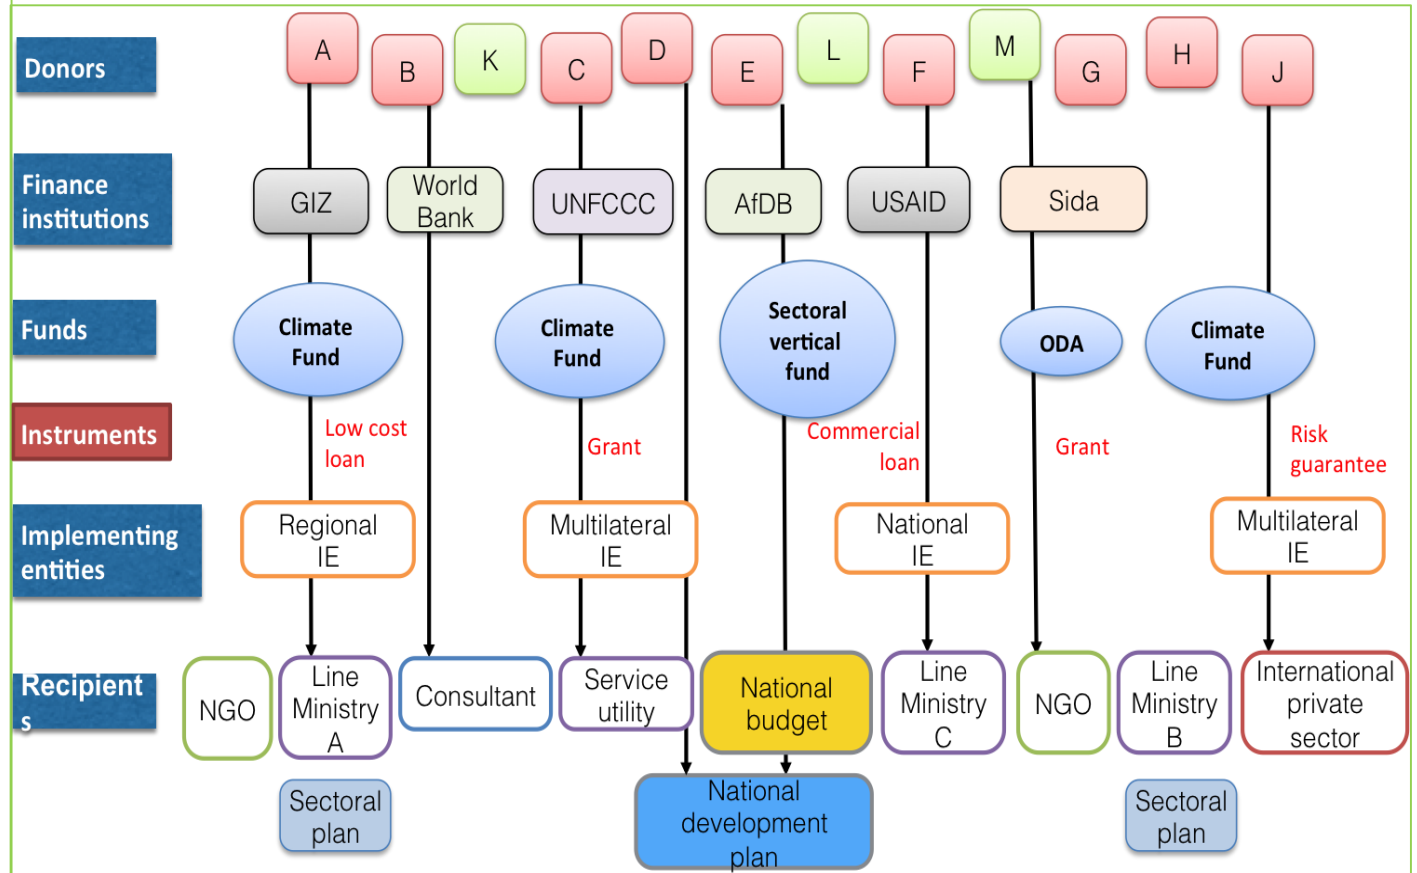 Donors
A
B
K
C
D
E
L
F
M
G
H
J
Finance
institutions
GIZ
World
Bank
UNFCCC
AfDB
USAID
Sida
Funds
Climate
Fund
Climate
Fund
Sectoral
vertical
fund
ODA
Climate
Fund
Instruments
Low cost
loan
Grant
Commercial
loan
Grant
Risk
guarantee
Implementing
entities
Regional
IE
Multilateral
IE
National
IE
Multilateral
IE
Recipient
s
NGO
Line
Ministry
A
Consultant
Service
utility
National
budget
Line
Ministry
C
NGO
Line
Ministry
B
International
private
sector
Sectoral
plan
National
development
plan
Sectoral
plan